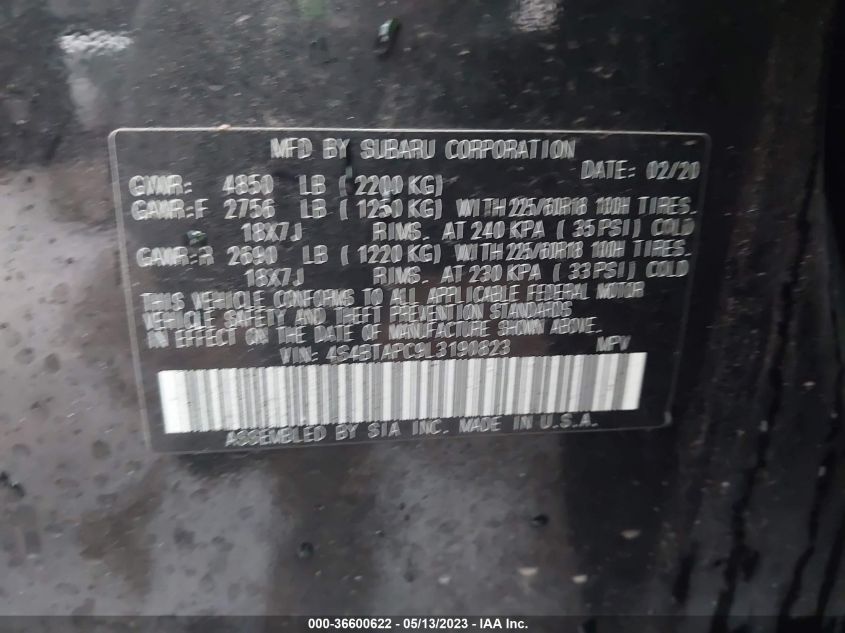 MFD BY SUBARU CORPORATION
DATE: 02/20
GVWR: 4850 LB ( 2200 KG)
GAWR:F 2756 LB ( 1250 KG) WITH 225/60R18 100H TIRES.
18X7J RIMS. AT 240 KPA ( 35 PSI) COLD
GAWR:R 2690 LB ( 1220 KG) WITH 225/60R18 100H TIRES.
18X7J RIMS. AT 230 KPA ( 33 PSI) COLD
THIS VEHICLE CONFORMS TO ALL APPLICABLE FEDERAL MOTOR
VEHICLE SAFETY AND THEFT PREVENTION STANDARDS
IN EFFECT ON THE DATE OF MANUFACTURE SHOWN ABOVE.
VIN: 4S4BTAPC9L3190823 MPV
ASSEMBLED BY SIA INC. MADE IN U.S.A.
000-36600622 - 05/13/2023 - IAA Inc.